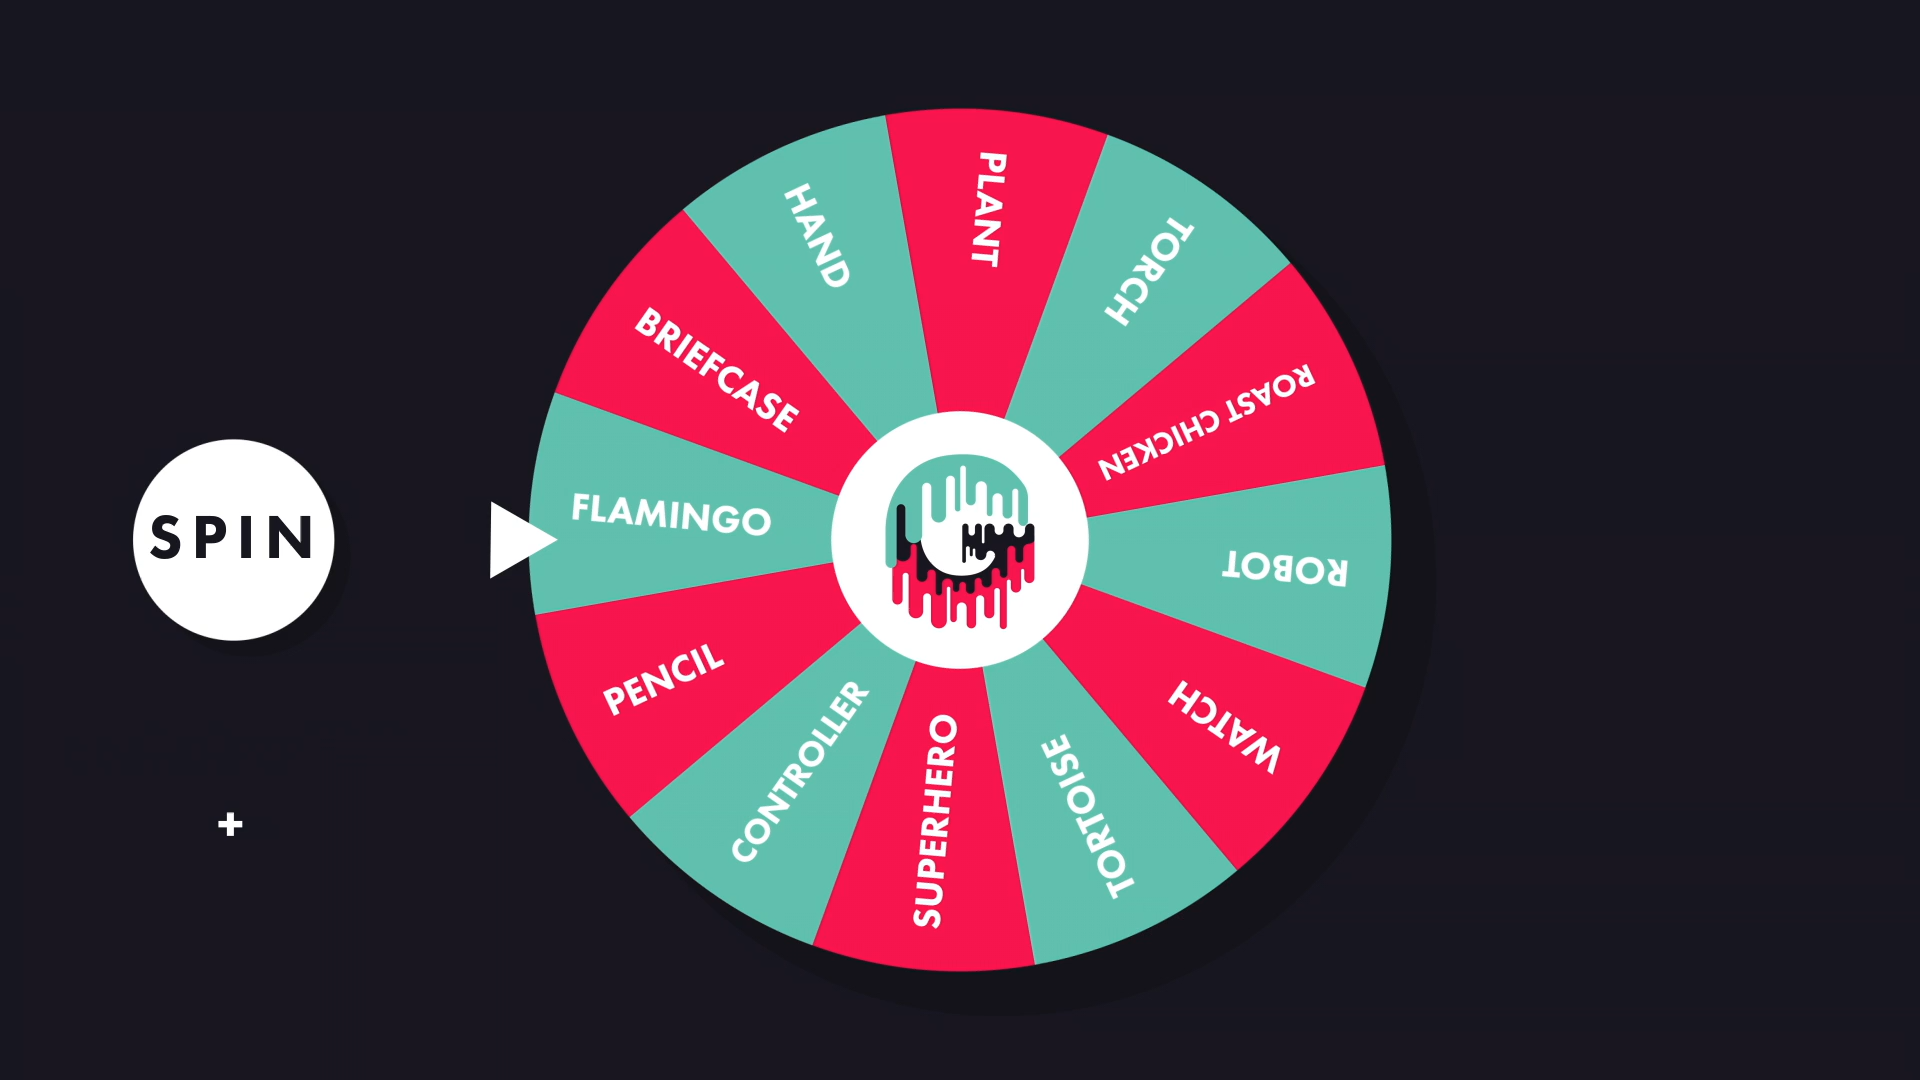 SPIN
+
FLAMINGO
BRIEFCASE
HAND
PLANT
TORCH
ROAST CHICKEN
ROBOT
WATCH
TORTOISE
SUPERHERO
CONTROLLER
PENCIL